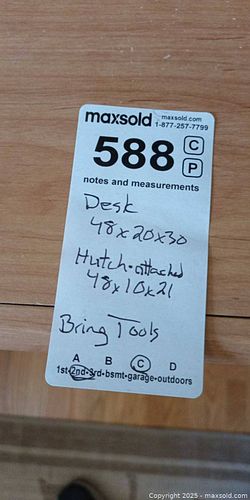 maxsold maxsold.com
1-877-257-7799
588 C
P
notes and measurements
Desk
48x20x30
Hutch-attached
48x10x21
Bring Tools
A B C D
1st-2nd-3rd-bsmt-garage-outdoors
Copyright 2025 - maxsold